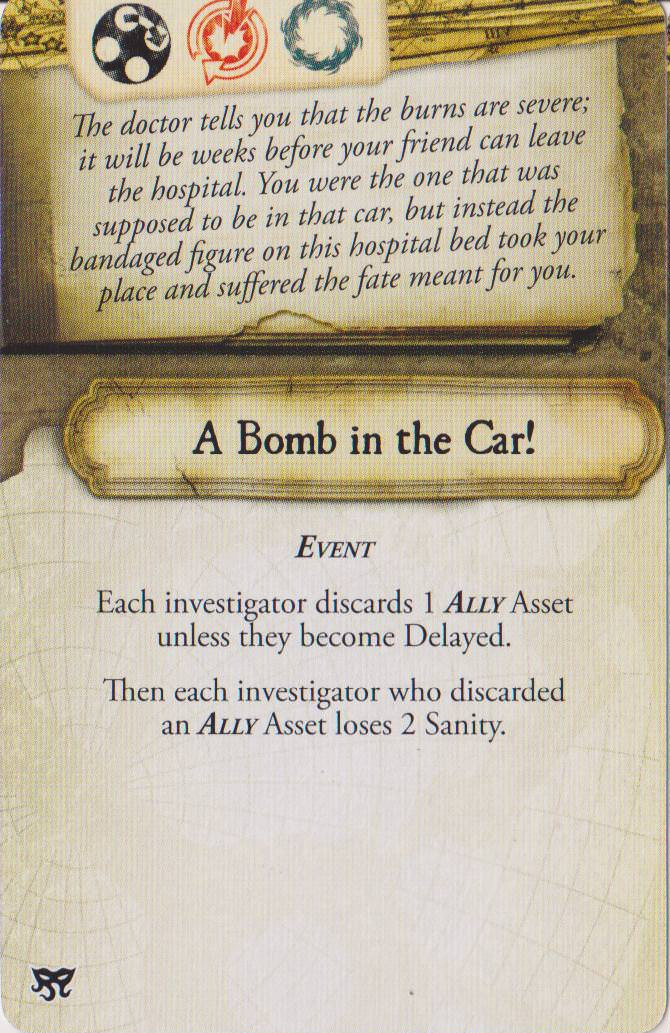 The doctor tells you that the burns are severe;
it will be weeks before your friend can leave
the hospital. You were the one that was
supposed to be in that car, but instead the
bandaged figure on this hospital bed took your
place and suffered the fate meant for you.
A Bomb in the Car!
EVENT
Each investigator discards 1 ALLY Asset
unless they become Delayed.
Then each investigator who discarded
an ALLY Asset loses 2 Sanity.